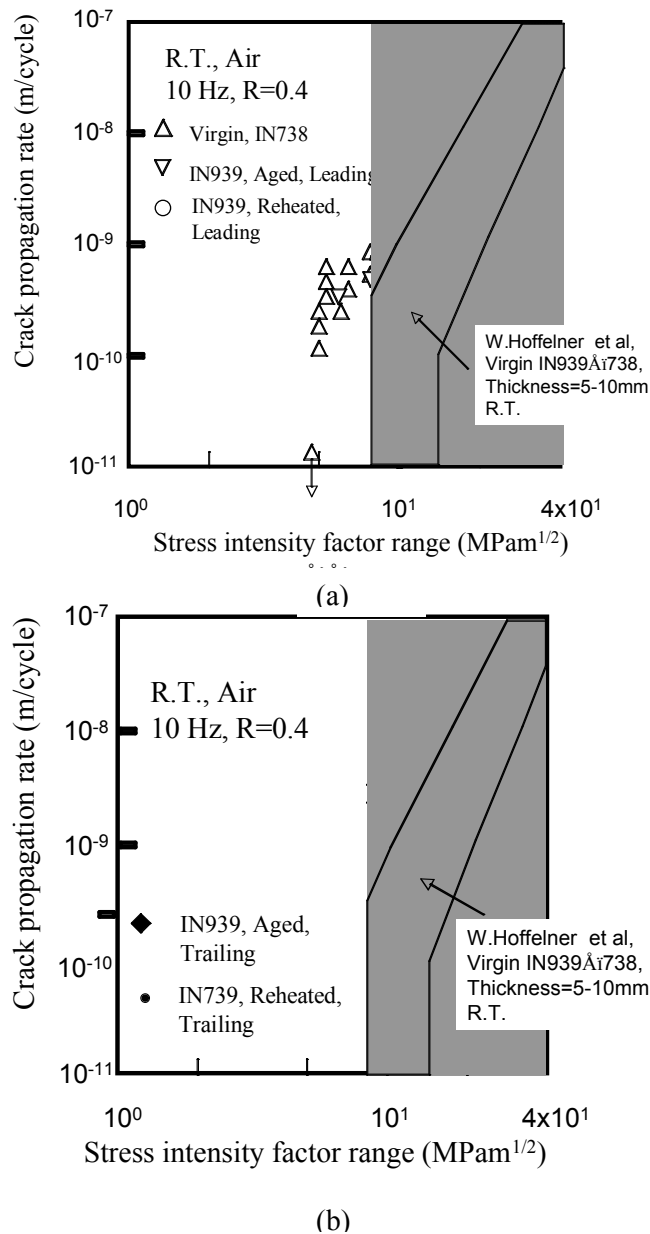 Crack propagation rate (m/cycle)
10⁻⁷
10⁻⁸
10⁻⁹
10⁻¹⁰
10⁻¹¹
R.T., Air
10 Hz, R=0.4
Virgin, IN738
IN939, Aged, Leading
IN939, Reheated,
Leading
W.Hoffelner et al,
Virgin IN939Åï738,
Thickness=5-10mm
R.T.
10⁰
10¹
4x10¹
Stress intensity factor range (MPam¹/²)
(a)
Crack propagation rate (m/cycle)
10⁻⁷
10⁻⁸
10⁻⁹
10⁻¹⁰
10⁻¹¹
R.T., Air
10 Hz, R=0.4
IN939, Aged,
Trailing
IN739, Reheated,
Trailing
W.Hoffelner et al,
Virgin IN939Åï738,
Thickness=5-10mm
R.T.
10⁰
10¹
4x10¹
Stress intensity factor range (MPam¹/²)
(b)